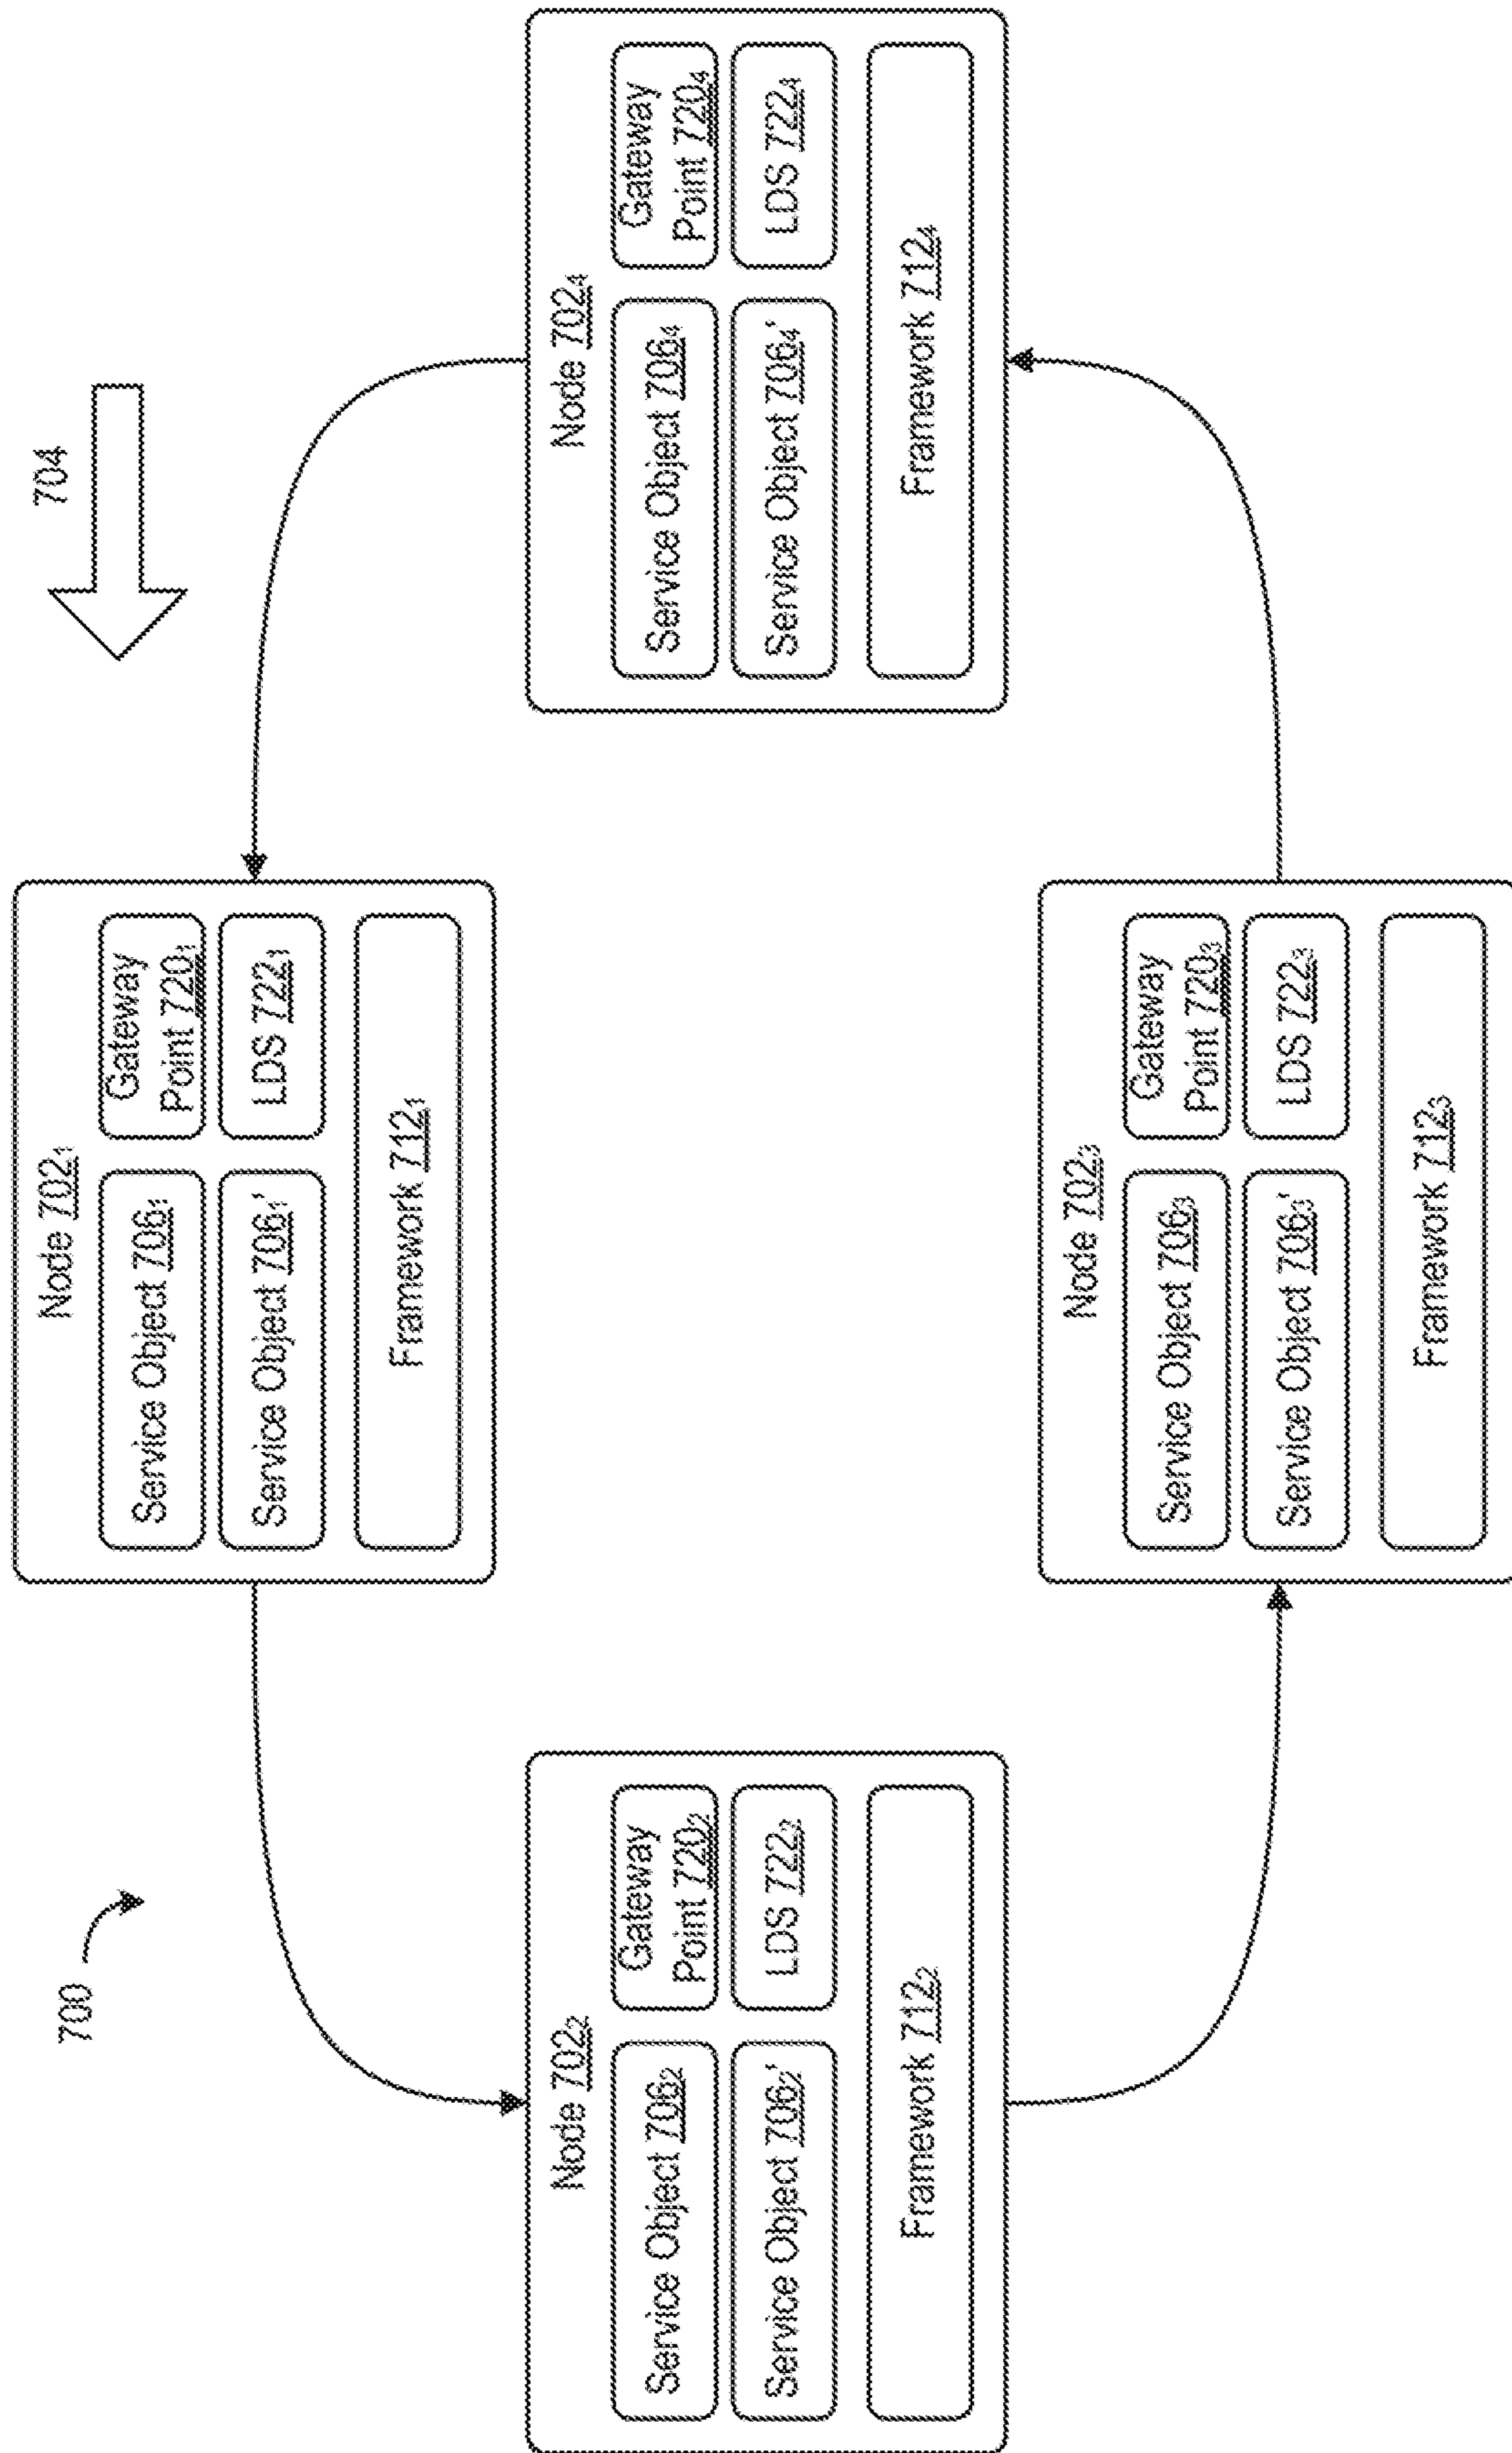 700
704
Node 702₁
Service Object 706₁
Gateway
Point 720₁
Service Object 706₁'
LDS 722₁
Framework 712₁
Node 702₂
Service Object 706₂
Gateway
Point 720₂
Service Object 706₂'
LDS 722₂
Framework 712₂
Node 702₄
Service Object 706₄
Gateway
Point 720₄
Service Object 706₄'
LDS 722₄
Framework 712₄
Node 702₃
Service Object 706₃
Gateway
Point 720₃
Service Object 706₃'
LDS 722₃
Framework 712₃